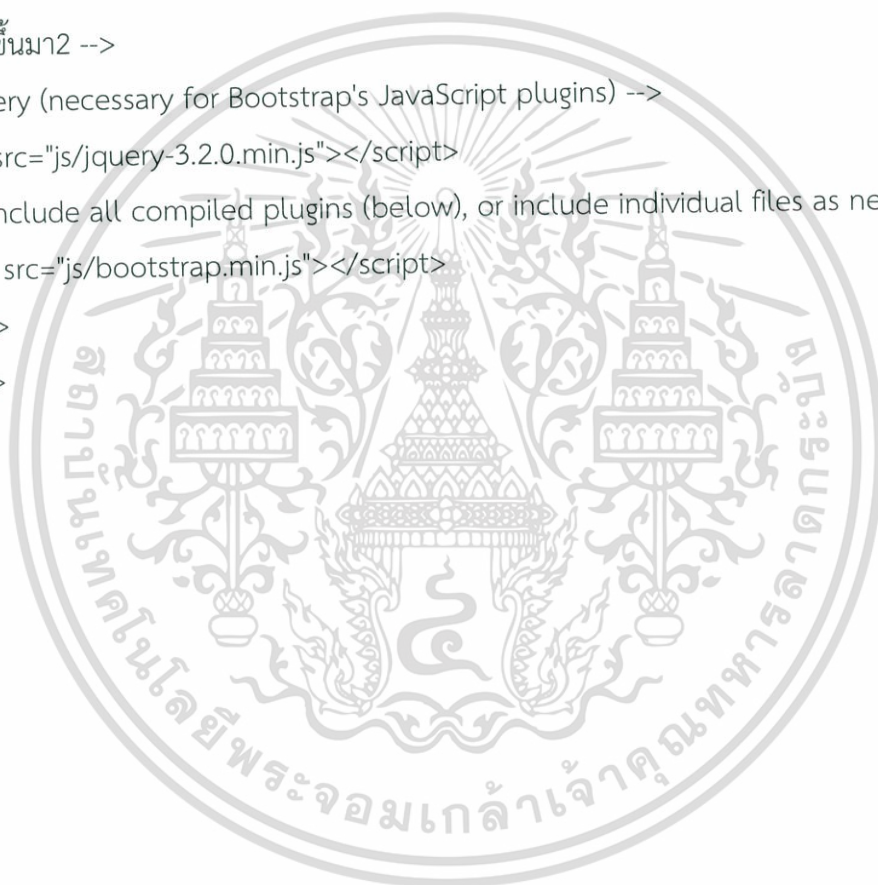 ขึ้นมา2 -->
ery (necessary for Bootstrap's JavaScript plugins) -->
src="js/jquery-3.2.0.min.js"></script>
nclude all compiled plugins (below), or include individual files as ne
src="js/bootstrap.min.js"></script>
>
>
สถาบันเทคโนโลยีพระจอมเกล้าเจ้าคุณทหารลาดกระบัง